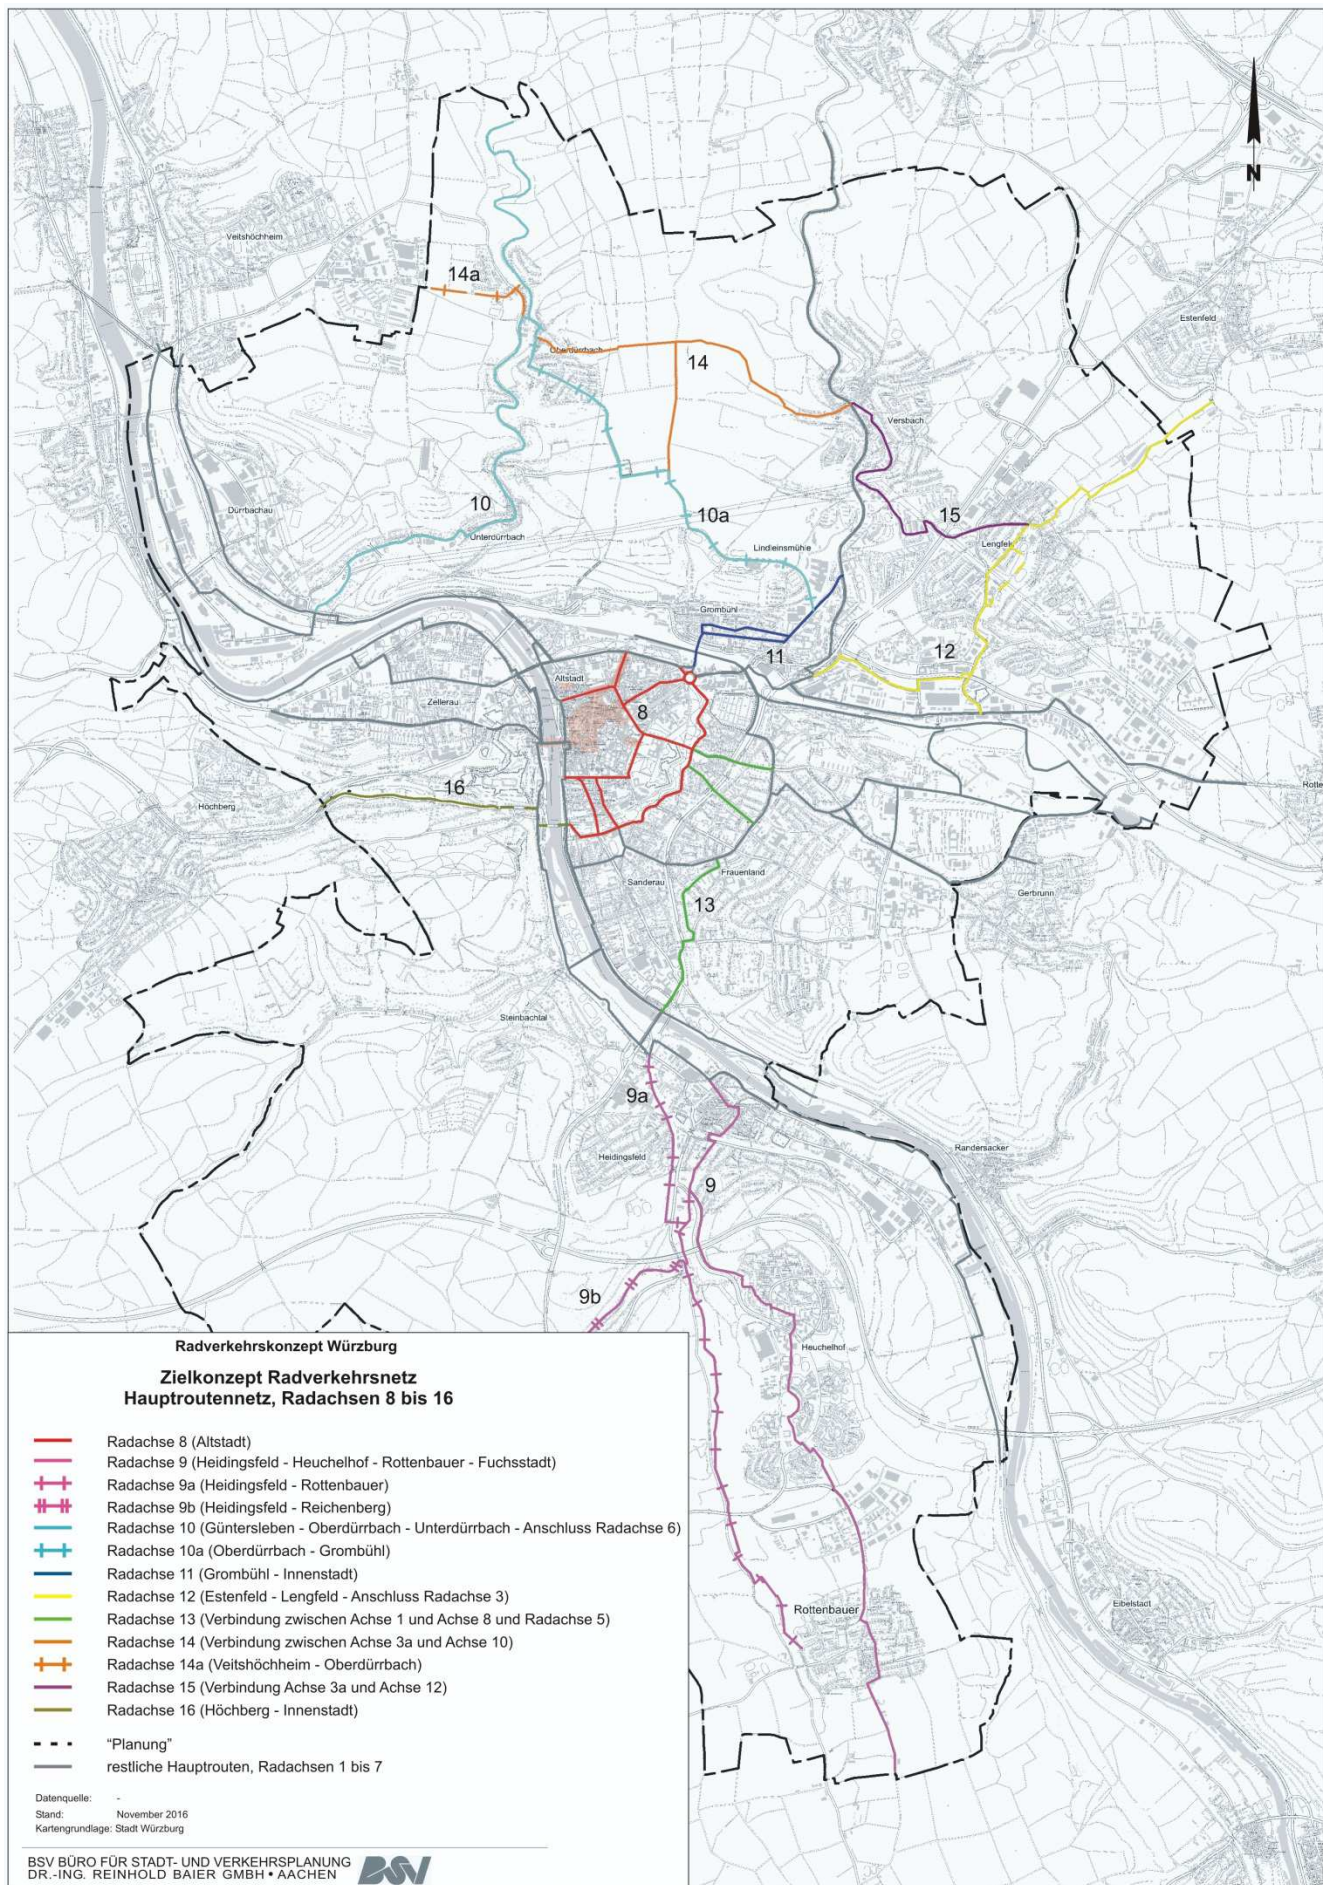 N
Veitshöchheim
14a
Estenfeld
Oberdürrbach
14
Versbach
10
Dürrbachau
10a
15
Unterdürrbach
Lindleinsmühle
Lengfeld
Grombühl
11
12
Altstadt
8
Zellerau
16
Höchberg
Rotte
Sanderau
Frauenland
13
Gerbrunn
Steinbachtal
9a
Heidingsfeld
9
Randersacker
9b
Heuchelhof
Rottenbauer
Eibelstadt
Radverkehrskonzept Würzburg
Zielkonzept Radverkehrsnetz
Hauptroutennetz, Radachsen 8 bis 16
Radachse 8 (Altstadt)
Radachse 9 (Heidingsfeld - Heuchelhof - Rottenbauer - Fuchsstadt)
Radachse 9a (Heidingsfeld - Rottenbauer)
Radachse 9b (Heidingsfeld - Reichenberg)
Radachse 10 (Güntersleben - Oberdürrbach - Unterdürrbach - Anschluss Radachse 6)
Radachse 10a (Oberdürrbach - Grombühl)
Radachse 11 (Grombühl - Innenstadt)
Radachse 12 (Estenfeld - Lengfeld - Anschluss Radachse 3)
Radachse 13 (Verbindung zwischen Achse 1 und Achse 8 und Radachse 5)
Radachse 14 (Verbindung zwischen Achse 3a und Achse 10)
Radachse 14a (Veitshöchheim - Oberdürrbach)
Radachse 15 (Verbindung Achse 3a und Achse 12)
Radachse 16 (Höchberg - Innenstadt)
"Planung"
restliche Hauptrouten, Radachsen 1 bis 7
Datenquelle: -
Stand: November 2016
Kartengrundlage: Stadt Würzburg
BSV BÜRO FÜR STADT- UND VERKEHRSPLANUNG
DR.-ING. REINHOLD BAIER GMBH • AACHEN
BSV